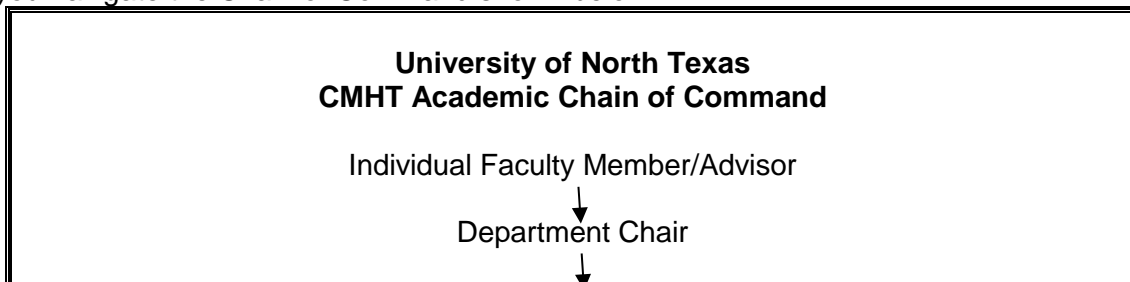 University of North Texas
CMHT Academic Chain of Command
Individual Faculty Member/Advisor
Department Chair